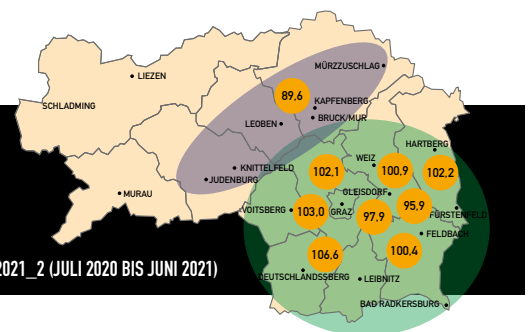 MÜRZZUSCHLAG
LIEZEN
89,6
SCHLADMING
KAPFENBERG
BRUCK/MUR
LEOBEN
HARTBERG
WEIZ
KNITTELFELD
102,1
100,9
102,2
JUDENBURG
MURAU
GLEISDORF
VOITSBERG
103,0
GRAZ
97,9
95,9
FÜRSTENFELD
FELDBACH
106,6
100,4
2021_2 (JULI 2020 BIS JUNI 2021)
DEUTSCHLANDSSBERG
LEIBNITZ
BAD RADKERSBURG